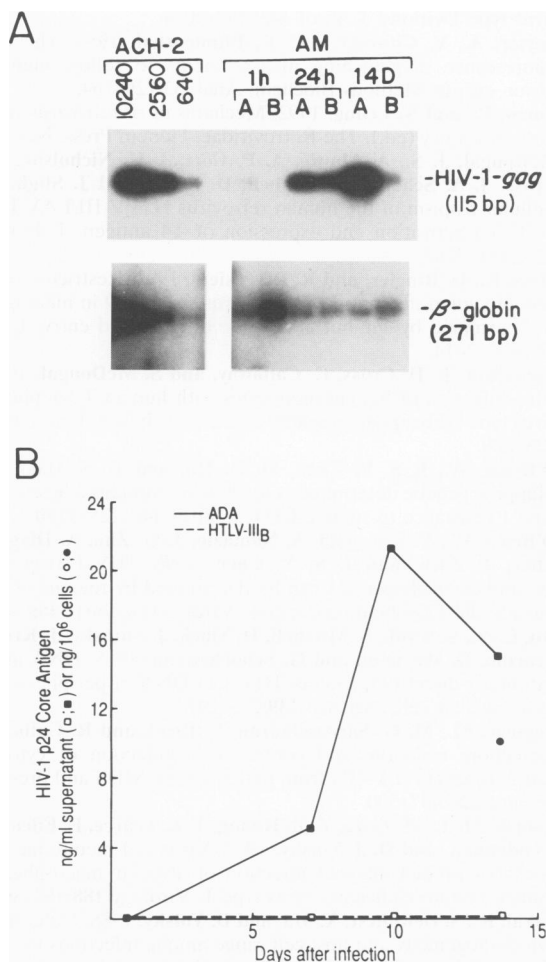 A
ACH-2
AM
10240
2560
640
1h 24h 14D
A B A B A B
-HIV-1-gag
(115 bp)
-β-globin
(271 bp)
B
24
20
16
12
8
4
ADA
HTLV-IIIB
HIV-1 p24 Core Antigen
ng/ml supernatant (□;■) or ng/10⁶ cells (○;●)
5 10 15
Days after infection